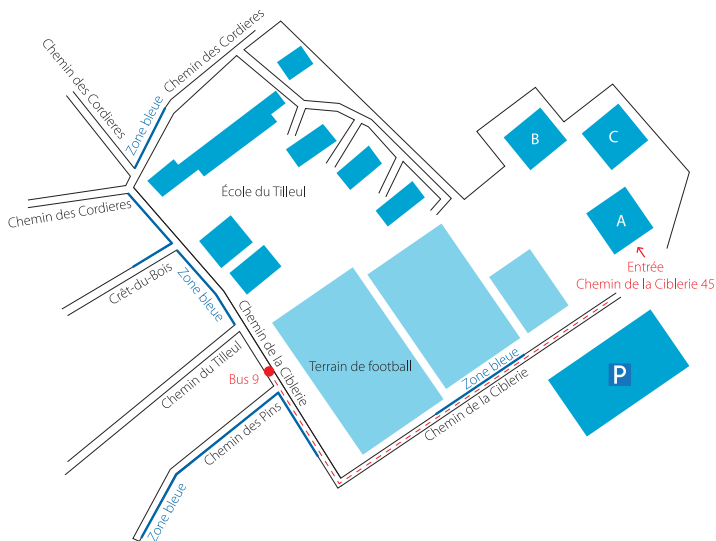 Chemin des Cordieres
Chemin des Cordieres
Zone bleue
B
C
École du Tilleul
Chemin des Cordieres
A
Entrée
Chemin de la Ciblerie 45
Crêt-du-Bois
Zone bleue
Chemin de la Ciblerie
Chemin du Tilleul
Bus 9
Terrain de football
Zone bleue
Chemin de la Ciblerie
P
Chemin des Pins
Zone bleue